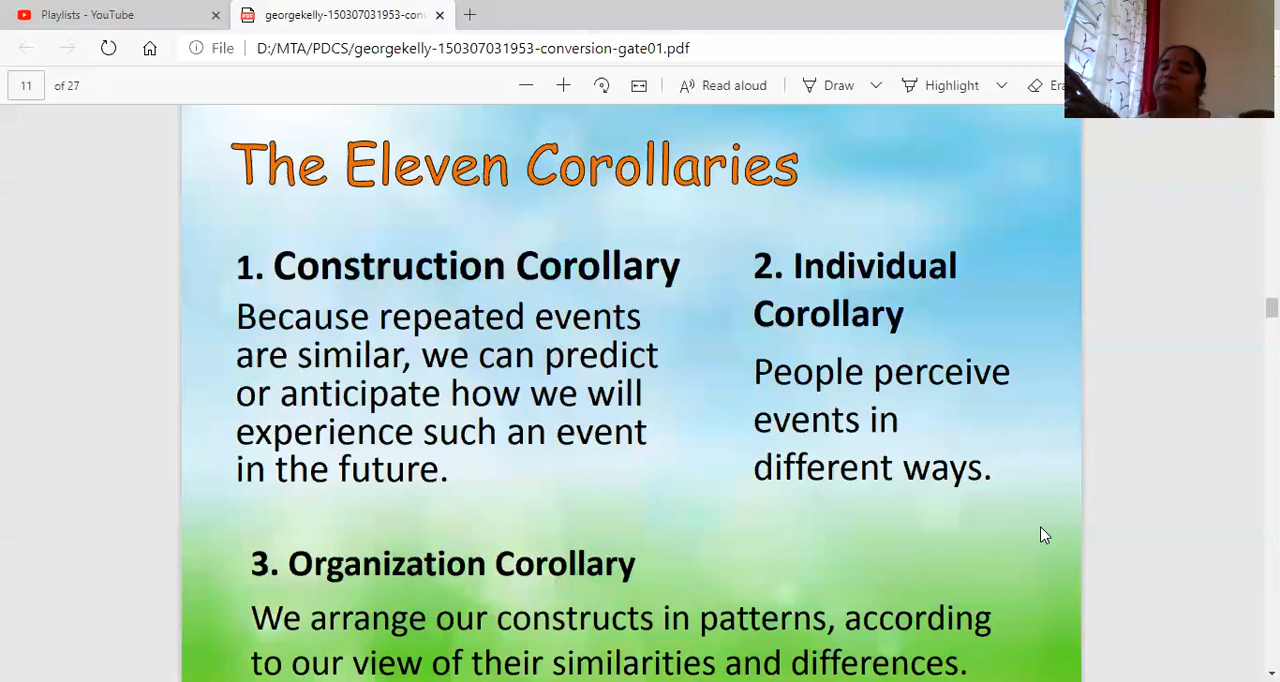 Playlists - YouTube
georgekelly-150307031953-con
File
D:/MTA/PDCS/georgekelly-150307031953-conversion-gate01.pdf
11 of 27
Read aloud
Draw
Highlight
The Eleven Corollaries
1. Construction Corollary
Because repeated events
are similar, we can predict
or anticipate how we will
experience such an event
in the future.
2. Individual
Corollary
People perceive
events in
different ways.
3. Organization Corollary
We arrange our constructs in patterns, according
to our view of their similarities and differences.